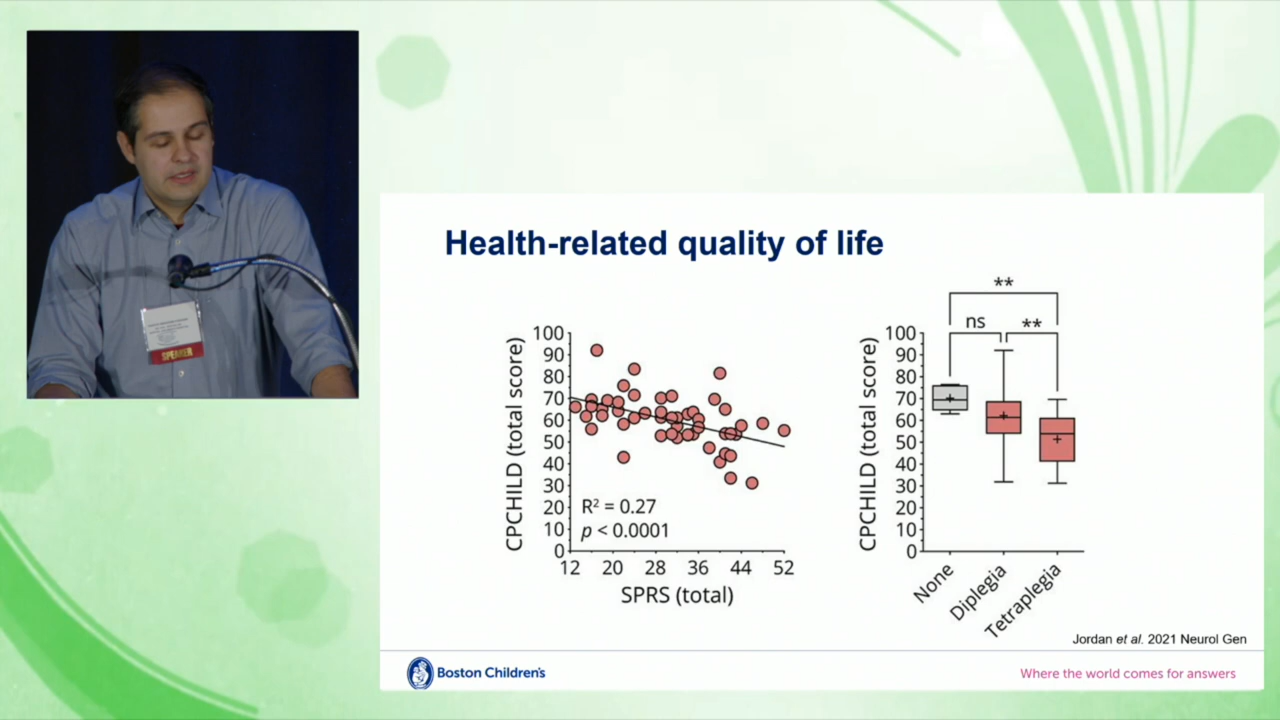 SPEAKER
Health-related quality of life
CPCHILD (total score)
100
90
80
70
60
50
40
30
20
10
0
R² = 0.27
p < 0.0001
12 20 28 36 44 52
SPRS (total)
**
ns **
CPCHILD (total score)
100
90
80
70
60
50
40
30
20
10
0
None
Diplegia
Tetraplegia
Jordan et al. 2021 Neurol Gen
Boston Children's
Where the world comes for answers